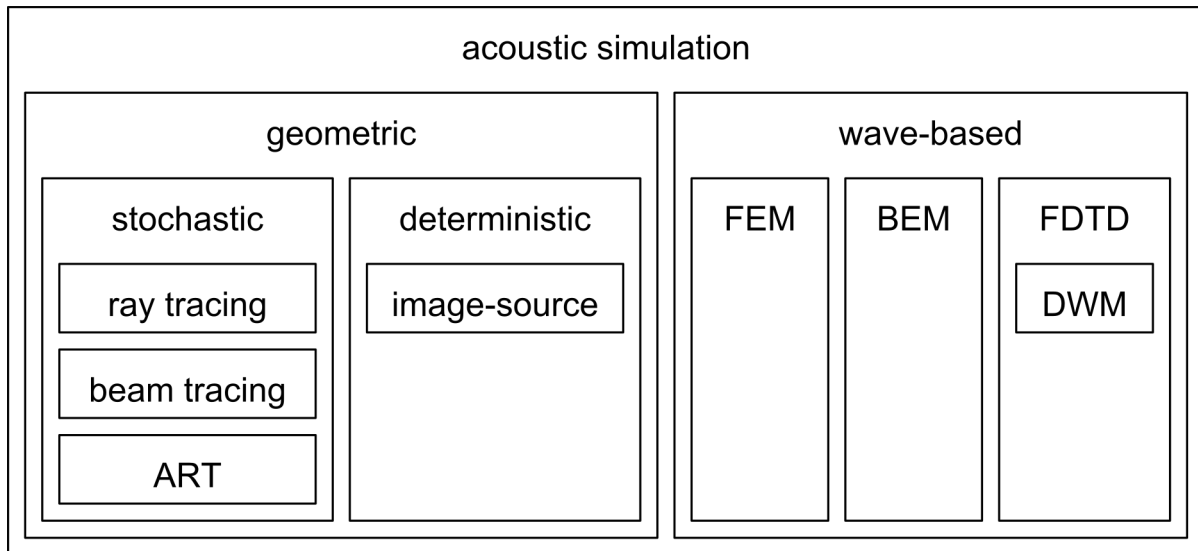 acoustic simulation
geometric
stochastic
ray tracing
beam tracing
ART
deterministic
image-source
wave-based
FEM
BEM
FDTD
DWM